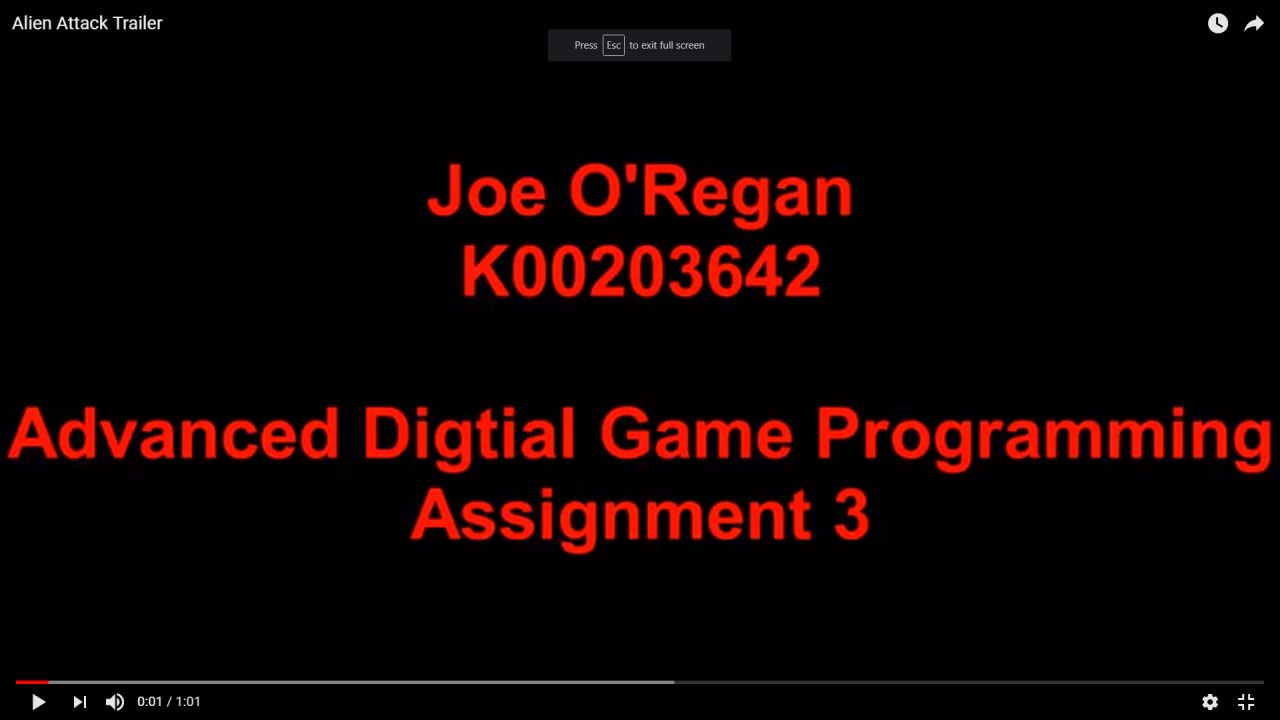 Alien Attack Trailer
Press Esc to exit full screen
Joe O'Regan
K00203642
Advanced Digtial Game Programming
Assignment 3
0:01 / 1:01